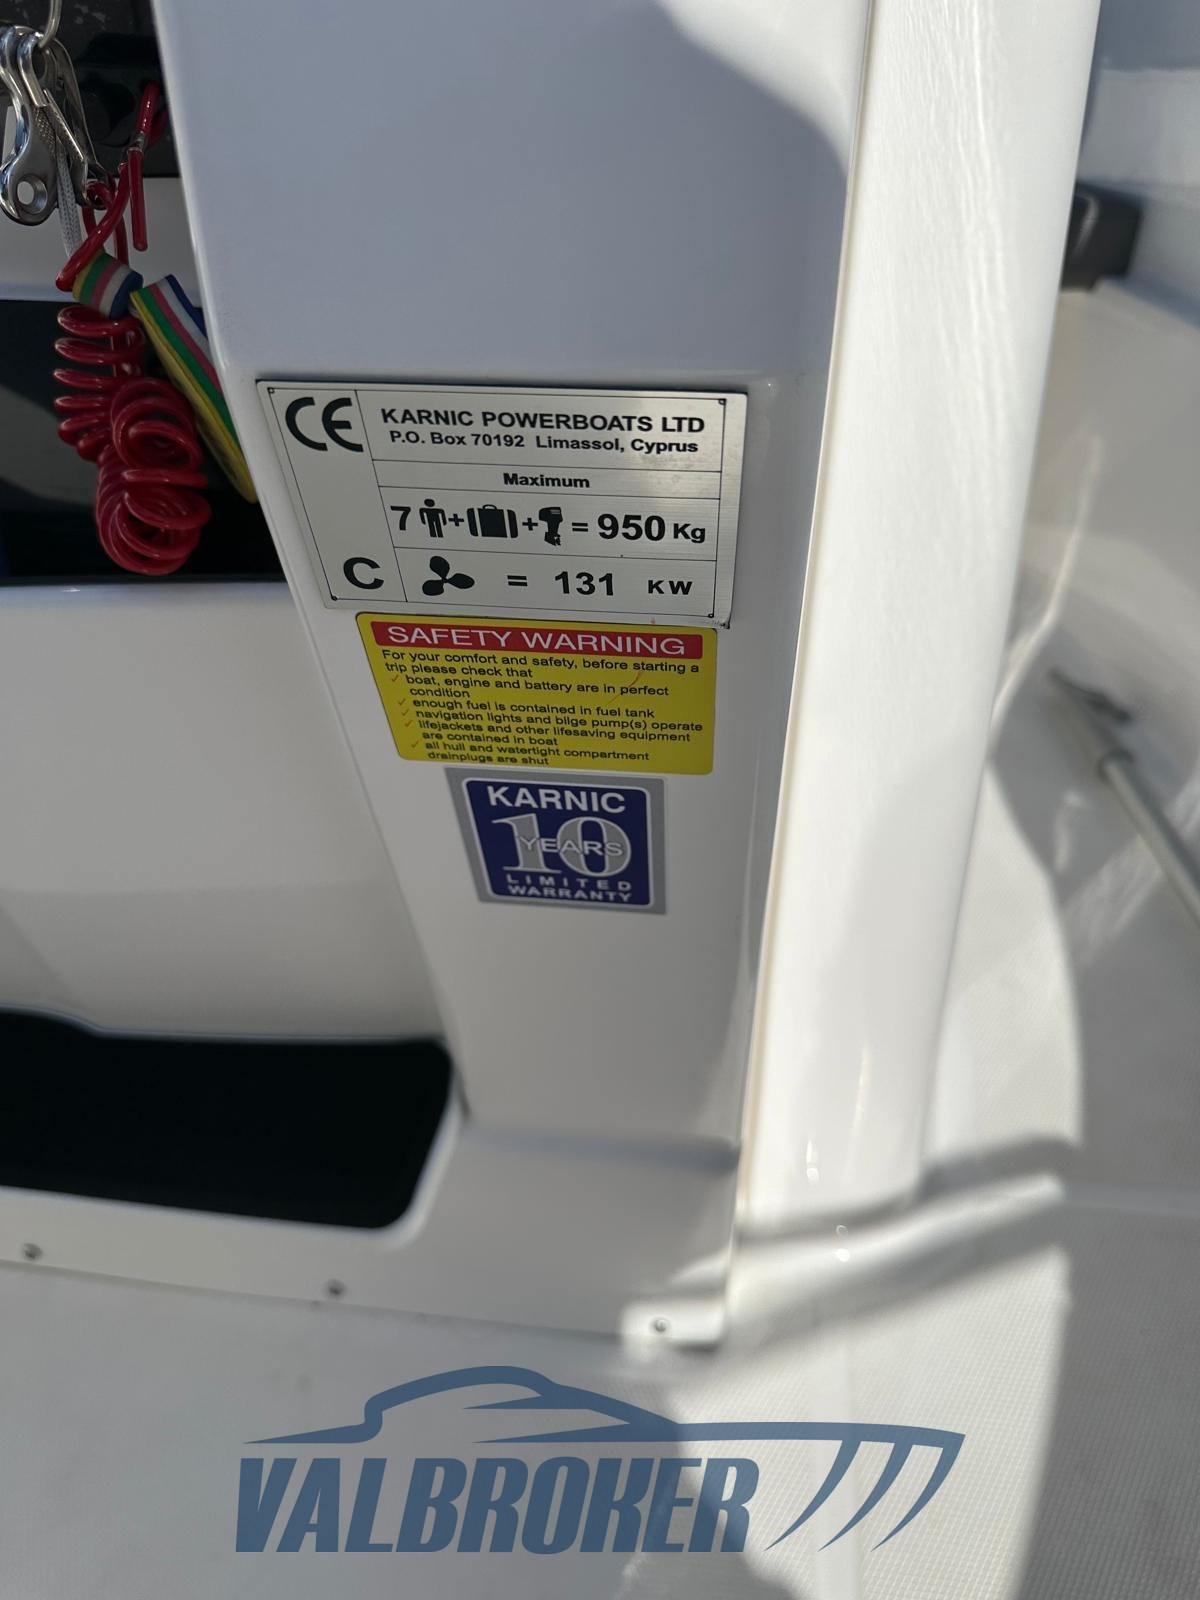 CE
KARNIC POWERBOATS LTD
P.O. Box 70192 Limassol, Cyprus
Maximum
7 + + = 950 Kg
C = 131 KW
SAFETY WARNING
For your comfort and safety, before starting a
trip please check that
✓ boat, engine and battery are in perfect
condition
✓ enough fuel is contained in fuel tank
✓ navigation lights and bilge pump(s) operate
✓ lifejackets and other lifesaving equipment
are contained in boat
✓ all hull and watertight compartment
drainplugs are shut
KARNIC
10
YEARS
LIMITED
WARRANTY
VALBROKER